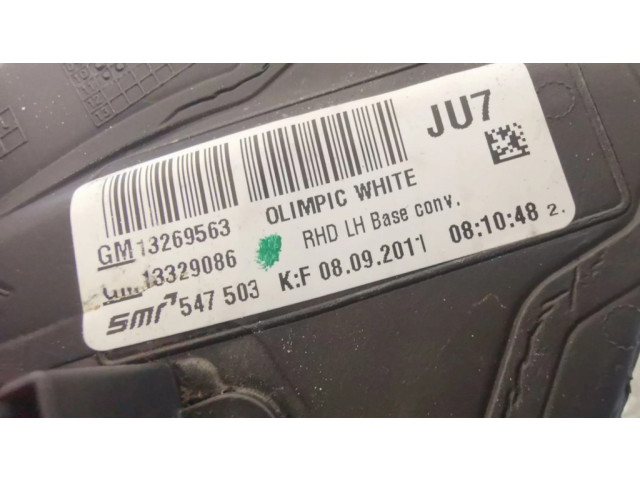 JU7
OLIMPIC WHITE
GM 13269563
RHD LH Base conv.
GM 13329086
K:F 08.09.2011 08:10:48 2.
smr 547 503